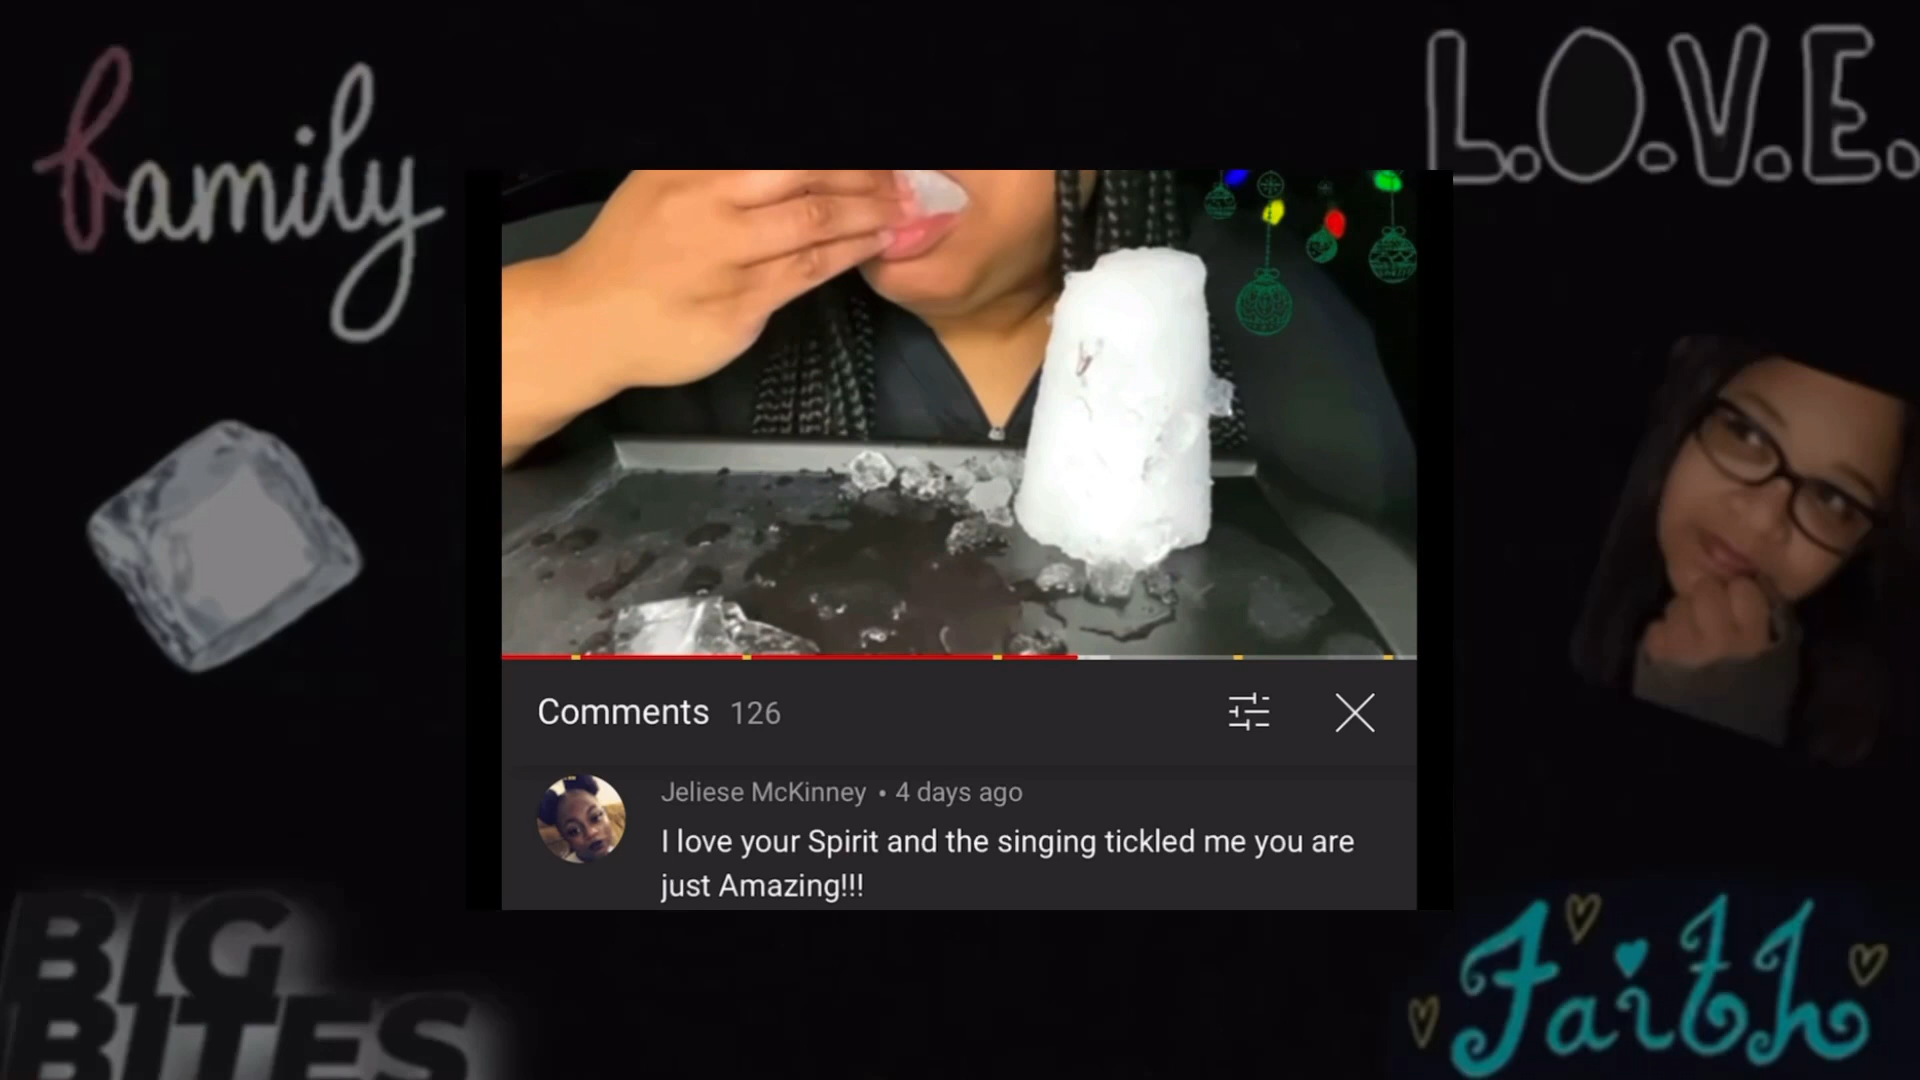 family
L.O.V.E.
Comments 126
Jeliese McKinney • 4 days ago
I love your Spirit and the singing tickled me you are
just Amazing!!!
BIG
BITES
Faith